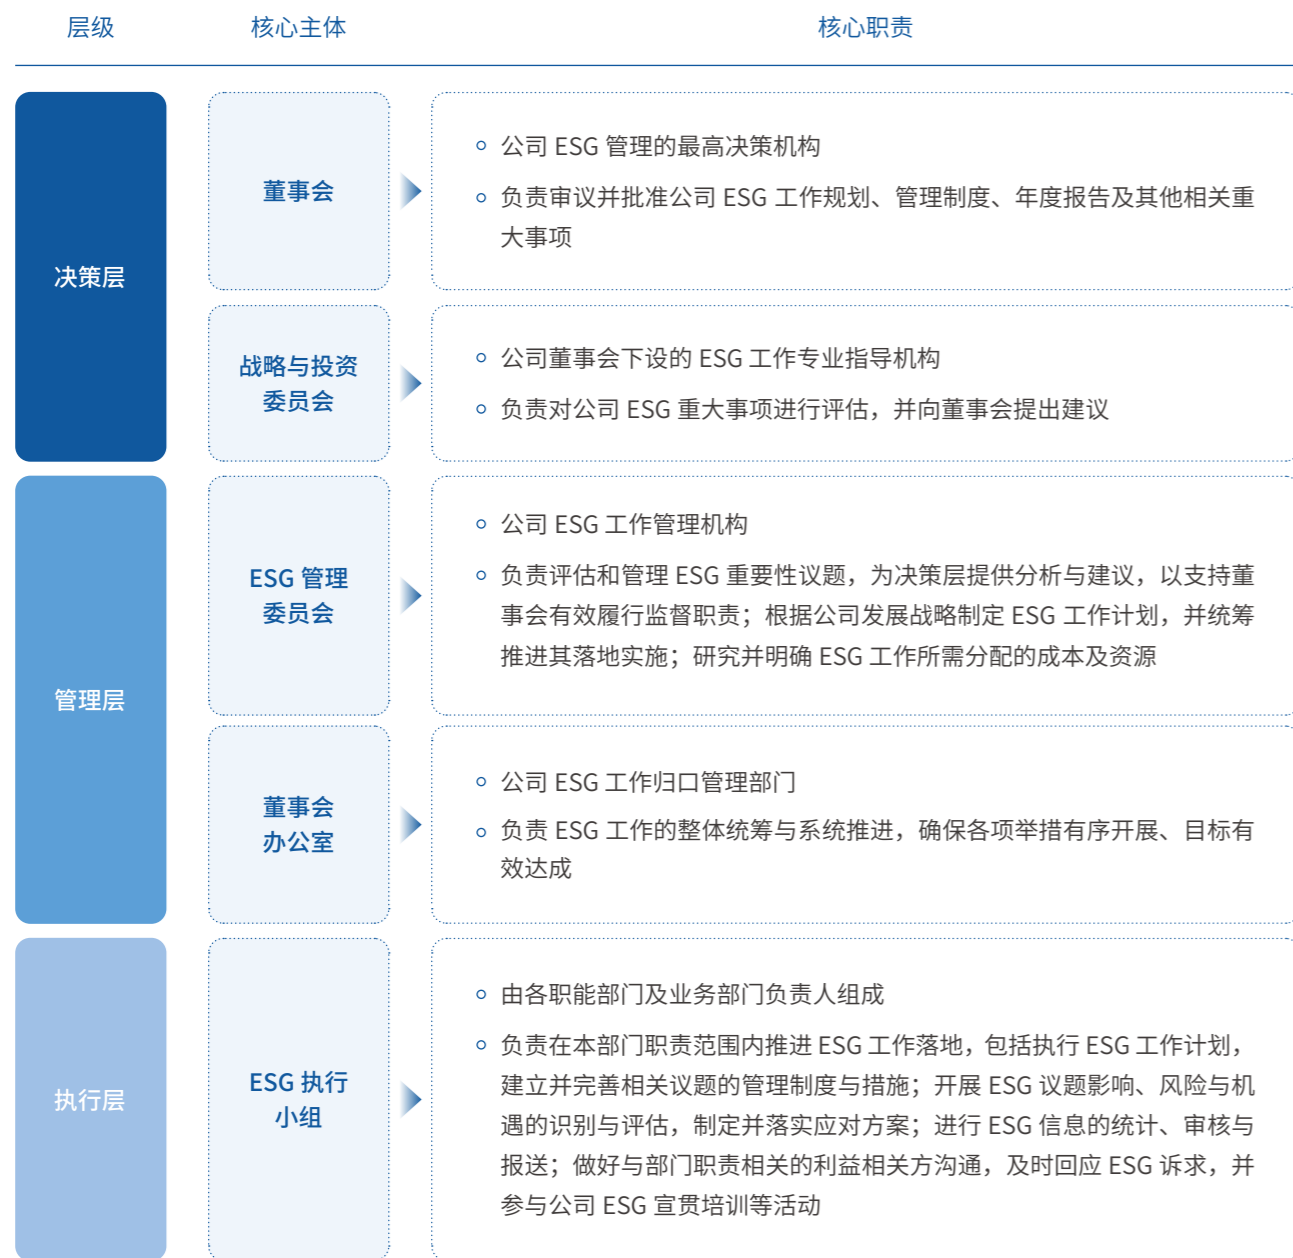 层级 核心主体 核心职责
决策层
董事会
公司 ESG 管理的最高决策机构
负责审议并批准公司 ESG 工作规划、管理制度、年度报告及其他相关重
大事项
战略与投资
委员会
公司董事会下设的 ESG 工作专业指导机构
负责对公司 ESG 重大事项进行评估，并向董事会提出建议
管理层
ESG 管理
委员会
公司 ESG 工作管理机构
负责评估和管理 ESG 重要性议题，为决策层提供分析与建议，以支持董
事会有效履行监督职责；根据公司发展战略制定 ESG 工作计划，并统筹
推进其落地实施；研究并明确 ESG 工作所需分配的成本及资源
董事会
办公室
公司 ESG 工作归口管理部门
负责 ESG 工作的整体统筹与系统推进，确保各项举措有序开展、目标有
效达成
执行层
ESG 执行
小组
由各职能部门及业务部门负责人组成
负责在本部门职责范围内推进 ESG 工作落地，包括执行 ESG 工作计划，
建立并完善相关议题的管理制度与措施；开展 ESG 议题影响、风险与机
遇的识别与评估，制定并落实应对方案；进行 ESG 信息的统计、审核与
报送；做好与部门职责相关的利益相关方沟通，及时回应 ESG 诉求，并
参与公司 ESG 宣贯培训等活动